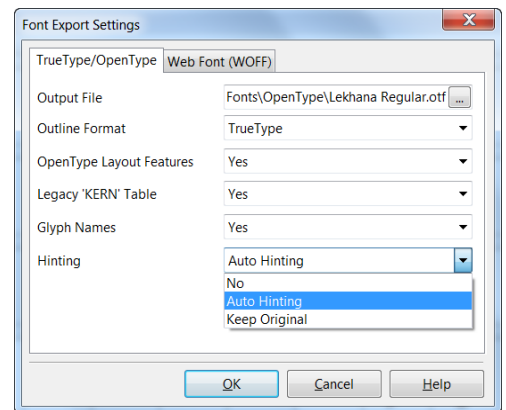 Font Export Settings
TrueType/OpenType Web Font (WOFF)
Output File Fonts\OpenType\Lekhana Regular.otf ...
Outline Format TrueType
OpenType Layout Features Yes
Legacy 'KERN' Table Yes
Glyph Names Yes
Hinting Auto Hinting
No
Auto Hinting
Keep Original
OK Cancel Help